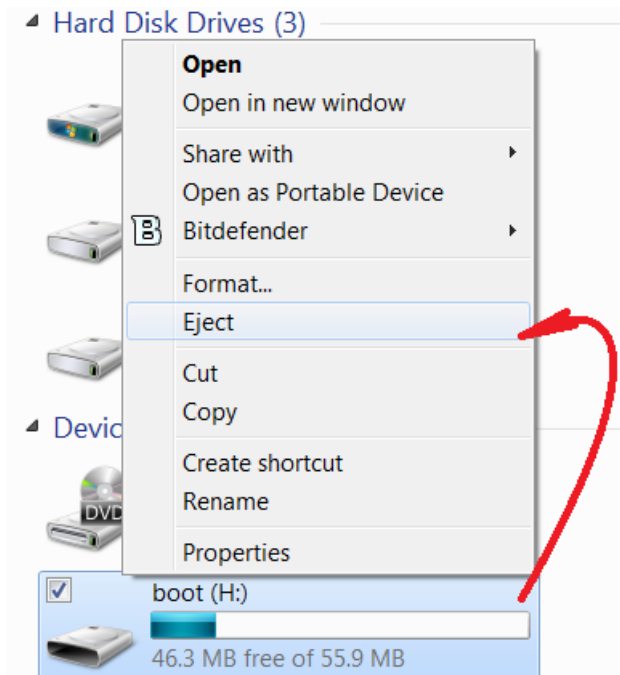 Hard Disk Drives (3)
Open
Open in new window
Share with
Open as Portable Device
B Bitdefender
Format...
Eject
Cut
Copy
Devic
DVD
Create shortcut
Rename
Properties
boot (H:)
46.3 MB free of 55.9 MB